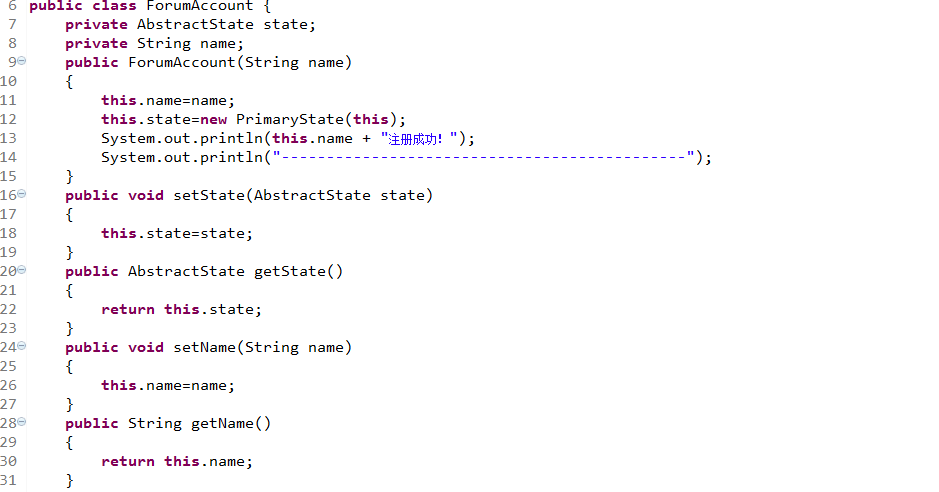 6 public class ForumAccount {
7     private AbstractState state;
8     private String name;
9     public ForumAccount(String name)
10     {
11         this.name=name;
12         this.state=new PrimaryState(this);
13         System.out.println(this.name + "注册成功！");
14         System.out.println("---------------------------------------------");
15     }
16     public void setState(AbstractState state)
17     {
18         this.state=state;
19     }
20     public AbstractState getState()
21     {
22         return this.state;
23     }
24     public void setName(String name)
25     {
26         this.name=name;
27     }
28     public String getName()
29     {
30         return this.name;
31     }